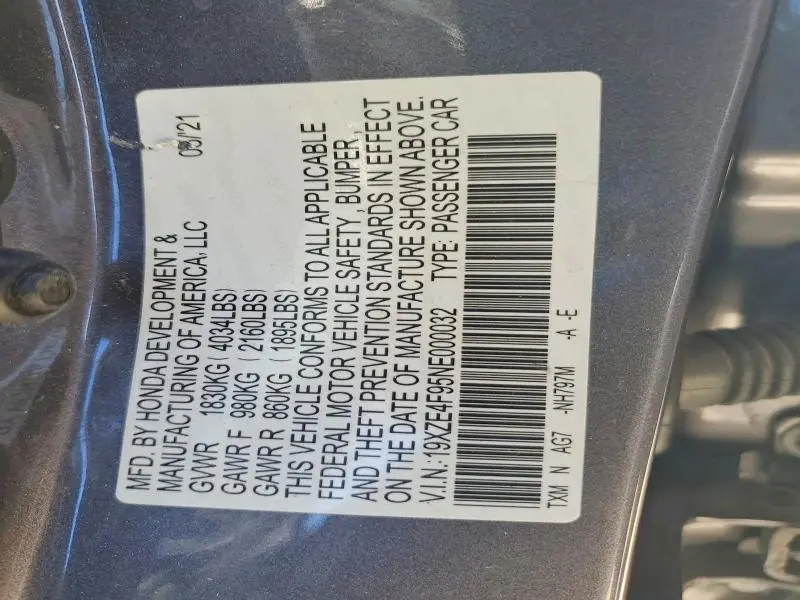 MFD. BY HONDA DEVELOPMENT &
MANUFACTURING OF AMERICA, LLC 03/'21
GVWR 1830KG ( 4034LBS)
GAWR F 980KG ( 2160LBS)
GAWR R 860KG ( 1895LBS)
THIS VEHICLE CONFORMS TO ALL APPLICABLE
FEDERAL MOTOR VEHICLE SAFETY, BUMPER,
AND THEFT PREVENTION STANDARDS IN EFFECT
ON THE DATE OF MANUFACTURE SHOWN ABOVE.
V.I.N.:19XZE4F95NE000032 TYPE: PASSENGER CAR
TXM N AG7 -NH797M -A -E